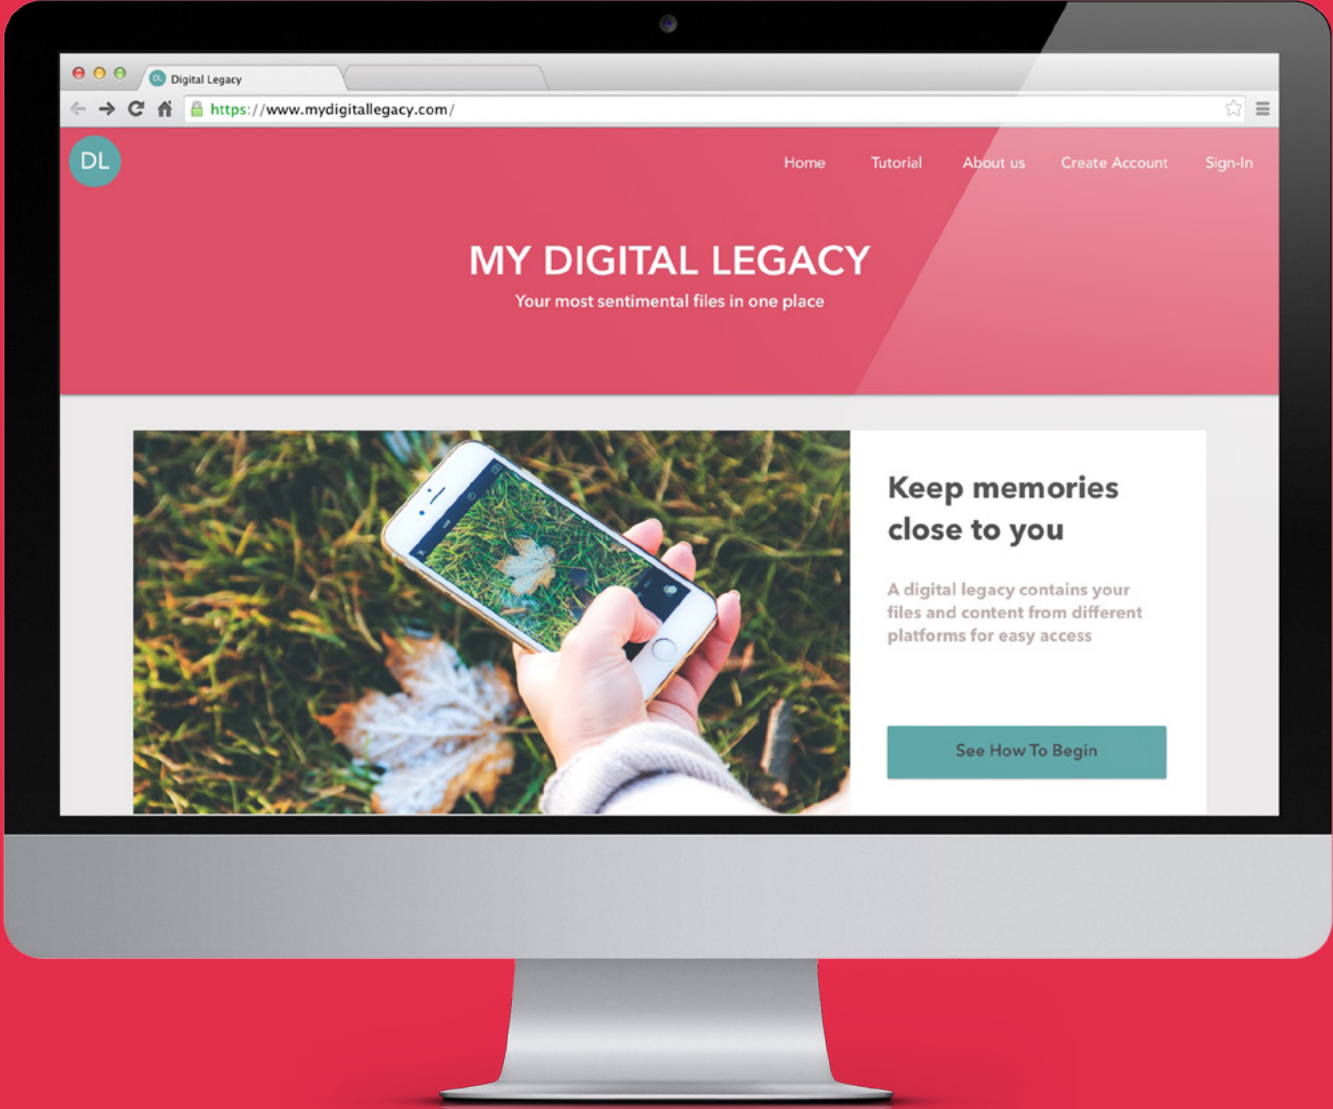 Digital Legacy
https://www.mydigitallegacy.com/
DL
Home Tutorial About us Create Account Sign-In
MY DIGITAL LEGACY
Your most sentimental files in one place
Keep memories
close to you
A digital legacy contains your
files and content from different
platforms for easy access
See How To Begin